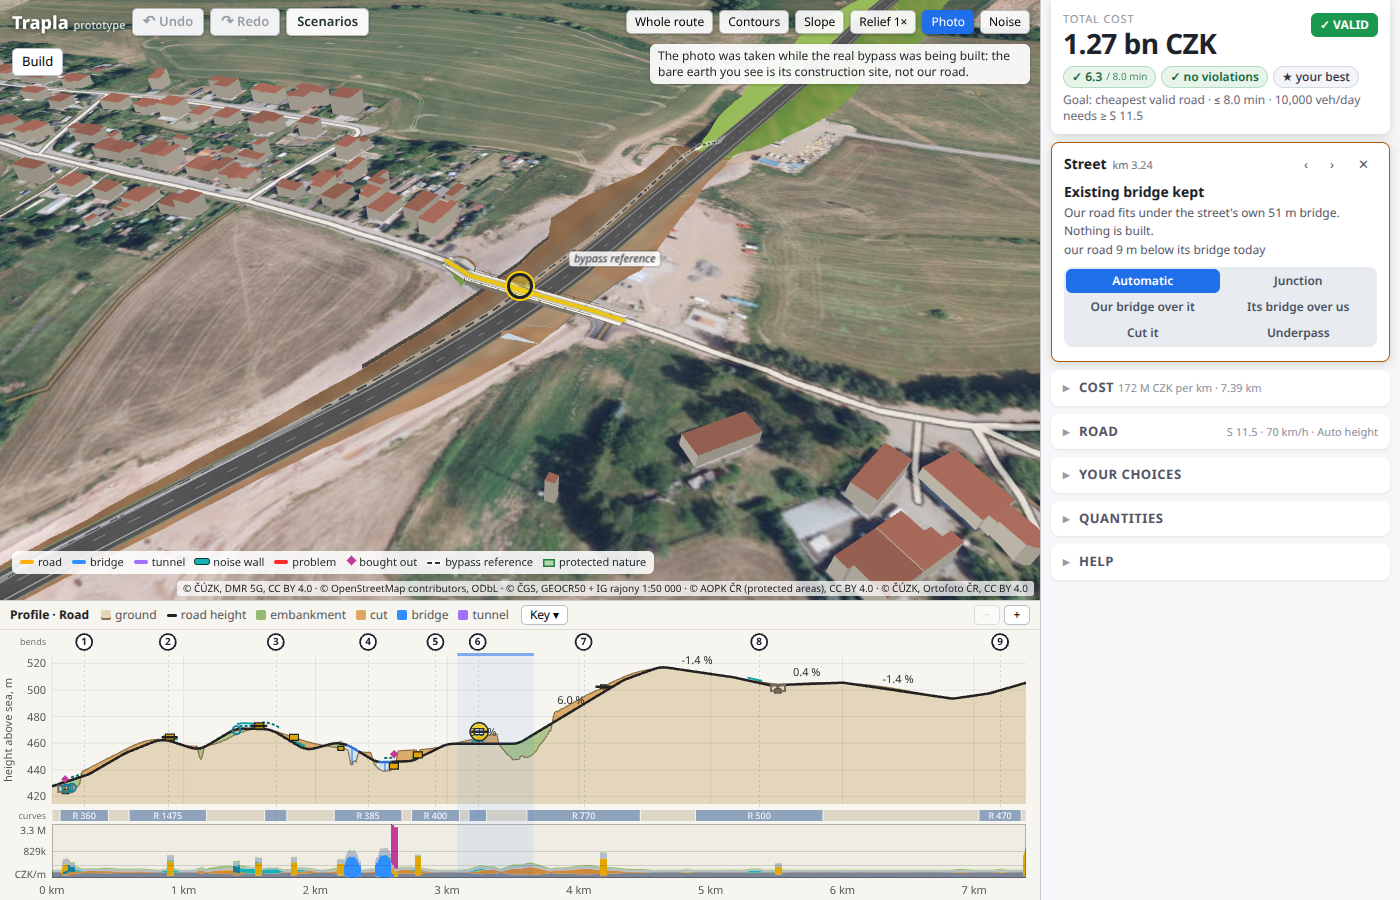 Trapla prototype
↶ Undo
↷ Redo
Scenarios
Whole route
Contours
Slope
Relief 1×
Photo
Noise
Build
The photo was taken while the real bypass was being built: the
bare earth you see is its construction site, not our road.
bypass reference
road
bridge
tunnel
noise wall
problem
bought out
bypass reference
protected nature
© ČÚZK, DMR 5G, CC BY 4.0 · © OpenStreetMap contributors, ODbL · © ČGS, GEOCR50 + IG rajony 1:50 000 · © AOPK ČR (protected areas), CC BY 4.0 · © ČÚZK, Ortofoto ČR, CC BY 4.0
TOTAL COST
✓ VALID
1.27 bn CZK
✓ 6.3 / 8.0 min
✓ no violations
★ your best
Goal: cheapest valid road · ≤ 8.0 min · 10,000 veh/day
needs ≥ S 11.5
Street km 3.24
‹ › ✕
Existing bridge kept
Our road fits under the street's own 51 m bridge.
Nothing is built.
our road 9 m below its bridge today
Automatic
Junction
Our bridge over it
Its bridge over us
Cut it
Underpass
▶ COST 172 M CZK per km · 7.39 km
▶ ROAD S 11.5 · 70 km/h · Auto height
▶ YOUR CHOICES
▶ QUANTITIES
▶ HELP
Profile · Road
ground
road height
embankment
cut
bridge
tunnel
Key ▾
−
+
bends
1 2 3 4 5 6 7 8 9
height above sea, m
520
500
480
460
440
420
6.0 %
-1.4 %
0.4 %
-1.4 %
curves
R 360
R 1475
R 385
R 400
R 770
R 500
R 470
3.3 M
829k
CZK/m
0 km
1 km
2 km
3 km
4 km
5 km
6 km
7 km